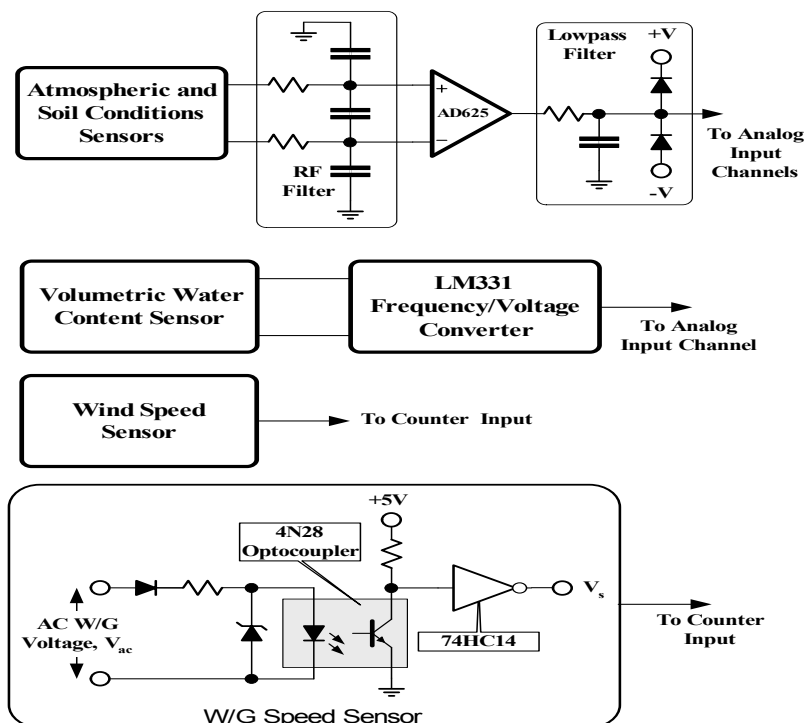 Lowpass
Filter
+V
Atmospheric and
Soil Conditions
Sensors
+
AD625
−
To Analog
Input
Channels
RF
Filter
-V
Volumetric Water
Content Sensor
LM331
Frequency/Voltage
Converter
To Analog
Input Channel
Wind Speed
Sensor
To Counter Input
+5V
4N28
Optocoupler
Vs
AC W/G
Voltage, Vac
74HC14
To Counter
Input
W/G Speed Sensor